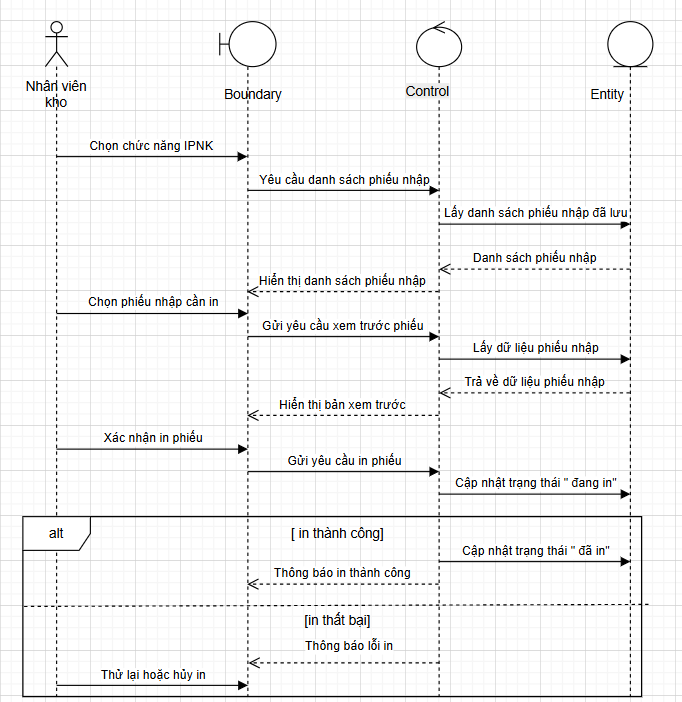 Nhân viên
kho
Boundary
Control
Entity
Chọn chức năng IPNK
Yêu cầu danh sách phiếu nhập
Lấy danh sách phiếu nhập đã lưu
Danh sách phiếu nhập
Hiển thị danh sách phiếu nhập
Chọn phiếu nhập cần in
Gửi yêu cầu xem trước phiếu
Lấy dữ liệu phiếu nhập
Trả về dữ liệu phiếu nhập
Hiển thị bản xem trước
Xác nhận in phiếu
Gửi yêu cầu in phiếu
Cập nhật trạng thái " đang in"
alt
[ in thành công]
Cập nhật trạng thái " đã in"
Thông báo in thành công
[in thất bại]
Thông báo lỗi in
Thử lại hoặc hủy in